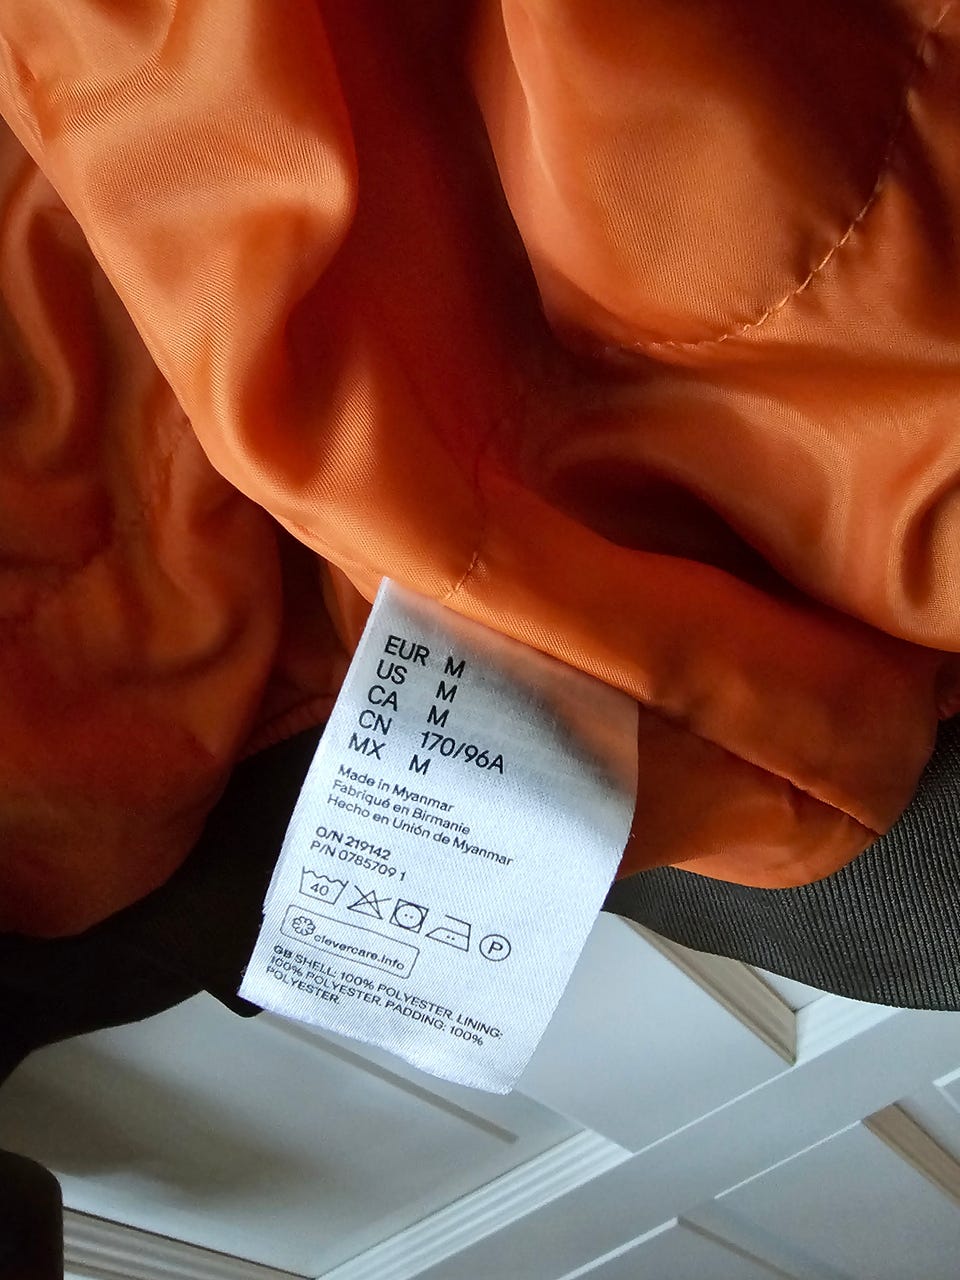 EUR M
US M
CA M
CN 170/96A
MX M
Made in Myanmar
Fabriqué en Birmanie
Hecho en Unión de Myanmar
O/N 219142
P/N 0785709 1
40 P
clevercare.info
GB SHELL: 100% POLYESTER. LINING:
100% POLYESTER. PADDING: 100%
POLYESTER.